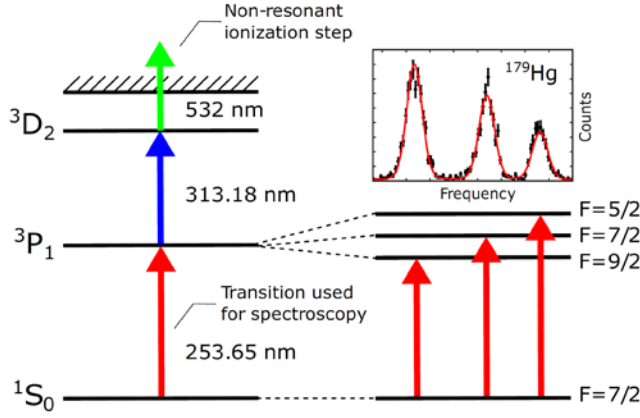 Non-resonant
ionization step
532 nm
³D₂
313.18 nm
³P₁
Transition used
for spectroscopy
253.65 nm
¹S₀
¹⁷⁹Hg
Counts
Frequency
F=5/2
F=7/2
F=9/2
F=7/2